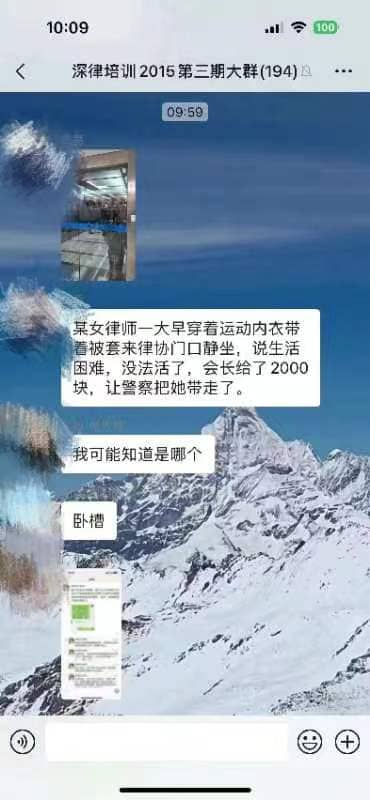 10:09
100
深律培训2015第三期大群(194)
09:59
某女律师一大早穿着运动内衣带
着被套来律协门口静坐，说生活
困难，没法活了，会长给了2000
块，让警察把她带走了。
我可能知道是哪个
卧槽